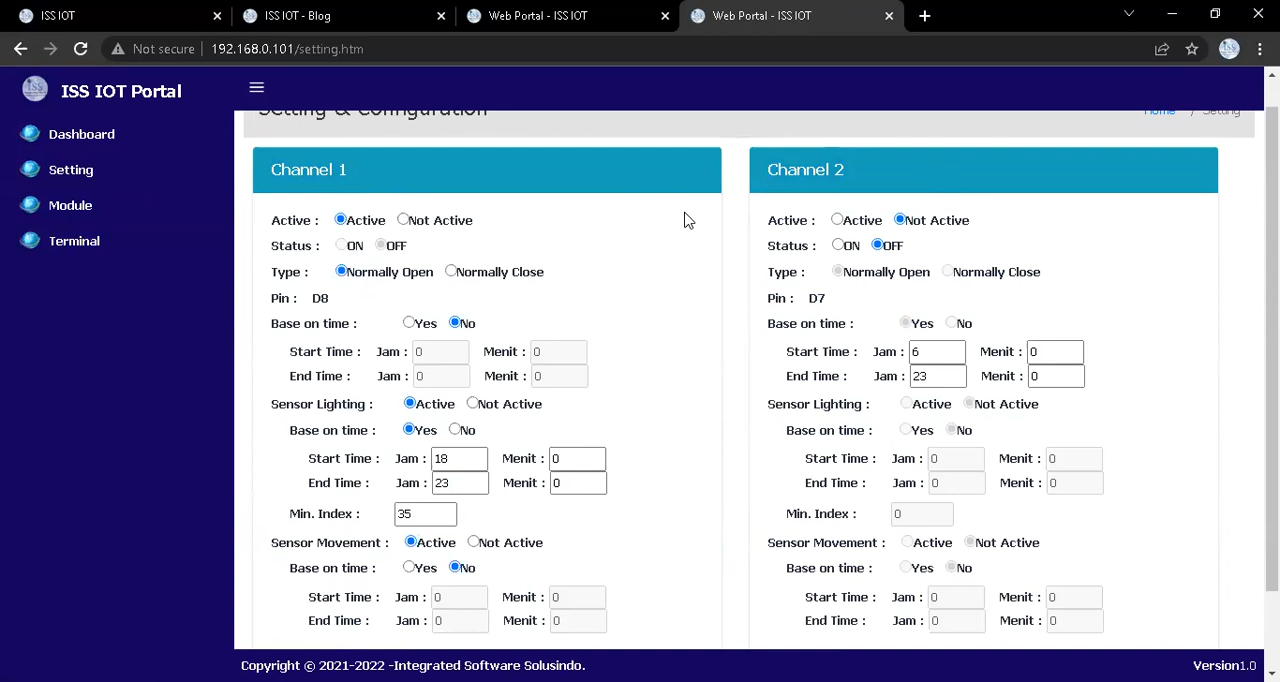 ISS IOT
ISS IOT - Blog
Web Portal - ISS IOT
Web Portal - ISS IOT
Not secure
192.168.0.101/setting.htm
ISS IOT Portal
Dashboard
Setting
Module
Terminal
Setting & Configuration
Home / Setting
Channel 1
Active : Active Not Active
Status : ON OFF
Type : Normally Open Normally Close
Pin : D8
Base on time : Yes No
Start Time : Jam : 0 Menit : 0
End Time : Jam : 0 Menit : 0
Sensor Lighting : Active Not Active
Base on time : Yes No
Start Time : Jam : 18 Menit : 0
End Time : Jam : 23 Menit : 0
Min. Index : 35
Sensor Movement : Active Not Active
Base on time : Yes No
Start Time : Jam : 0 Menit : 0
End Time : Jam : 0 Menit : 0
Channel 2
Active : Active Not Active
Status : ON OFF
Type : Normally Open Normally Close
Pin : D7
Base on time : Yes No
Start Time : Jam : 6 Menit : 0
End Time : Jam : 23 Menit : 0
Sensor Lighting : Active Not Active
Base on time : Yes No
Start Time : Jam : 0 Menit : 0
End Time : Jam : 0 Menit : 0
Min. Index : 0
Sensor Movement : Active Not Active
Base on time : Yes No
Start Time : Jam : 0 Menit : 0
End Time : Jam : 0 Menit : 0
Copyright © 2021-2022 -Integrated Software Solusindo.
Version1.0